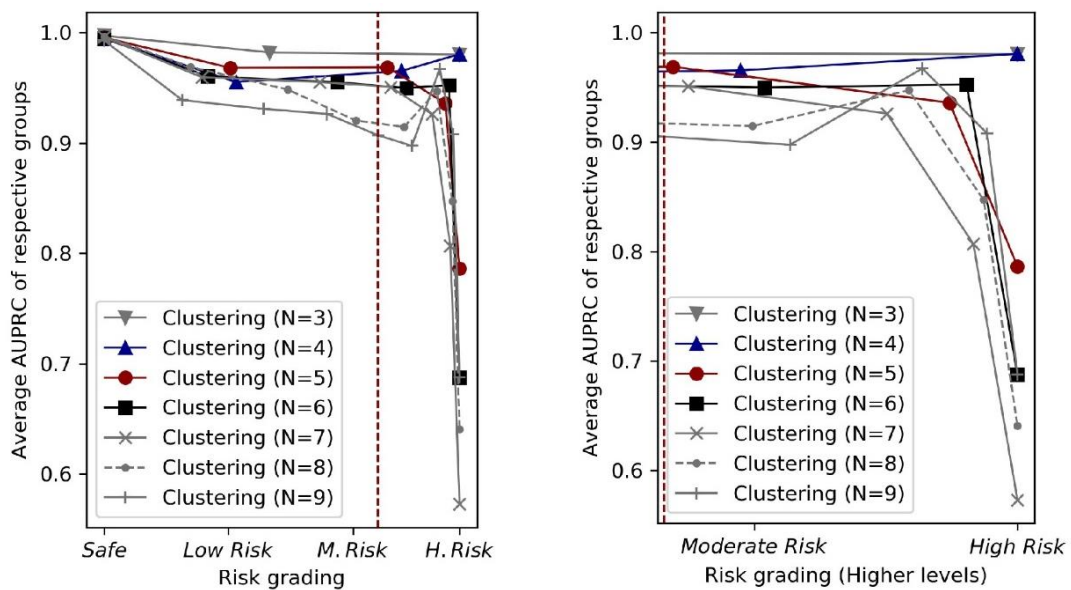 1.0
0.9
0.8
0.7
0.6
Average AUPRC of respective groups
Clustering (N=3)
Clustering (N=4)
Clustering (N=5)
Clustering (N=6)
Clustering (N=7)
Clustering (N=8)
Clustering (N=9)
Safe Low Risk M. Risk H. Risk
Risk grading
1.0
0.9
0.8
0.7
0.6
Average AUPRC of respective groups
Clustering (N=3)
Clustering (N=4)
Clustering (N=5)
Clustering (N=6)
Clustering (N=7)
Clustering (N=8)
Clustering (N=9)
Moderate Risk High Risk
Risk grading (Higher levels)